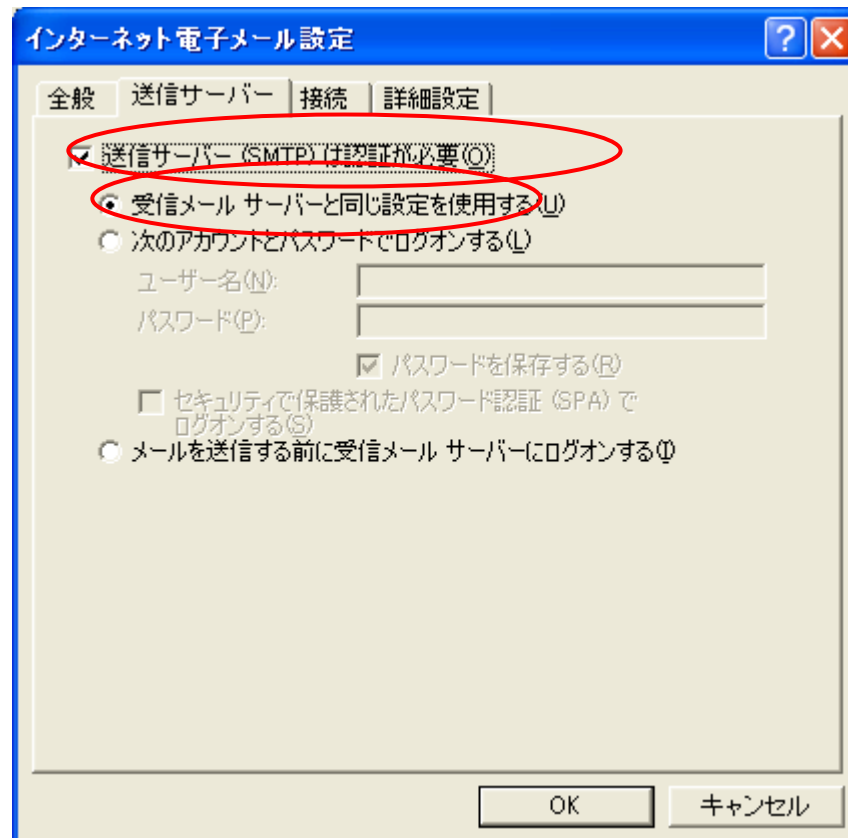 インターネット電子メール設定
全般 送信サーバー 接続 詳細設定
送信サーバー (SMTP) は認証が必要(O)
受信メール サーバーと同じ設定を使用する(U)
次のアカウントとパスワードでログオンする(L)
ユーザー名(N):
パスワード(P):
パスワードを保存する(R)
セキュリティで保護されたパスワード認証 (SPA) で
ログオンする(S)
メールを送信する前に受信メール サーバーにログオンする(I)
OK キャンセル